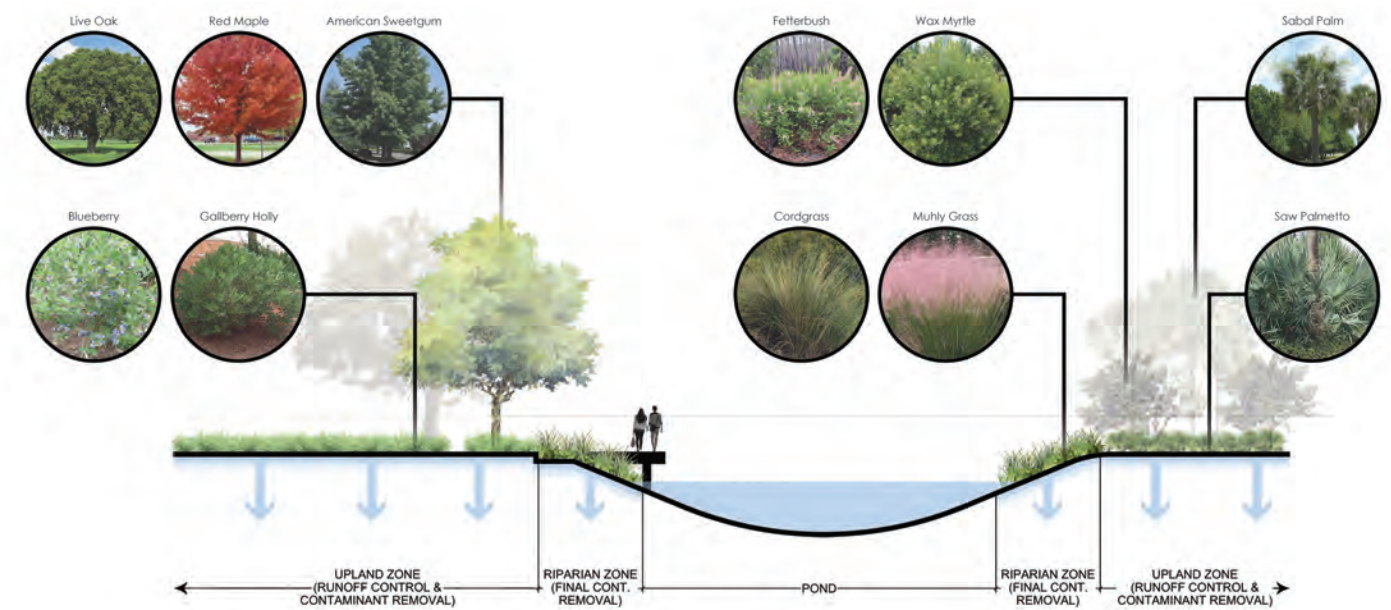 Live Oak
Red Maple
American Sweetgum
Fetterbush
Wax Myrtle
Sabal Palm
Blueberry
Gallberry Holly
Cordgrass
Muhly Grass
Saw Palmetto
UPLAND ZONE
(RUNOFF CONTROL &
CONTAMINANT REMOVAL)
RIPARIAN ZONE
(FINAL CONT.
REMOVAL)
POND
RIPARIAN ZONE
(FINAL CONT.
REMOVAL)
UPLAND ZONE
(RUNOFF CONTROL &
CONTAMINANT REMOVAL)